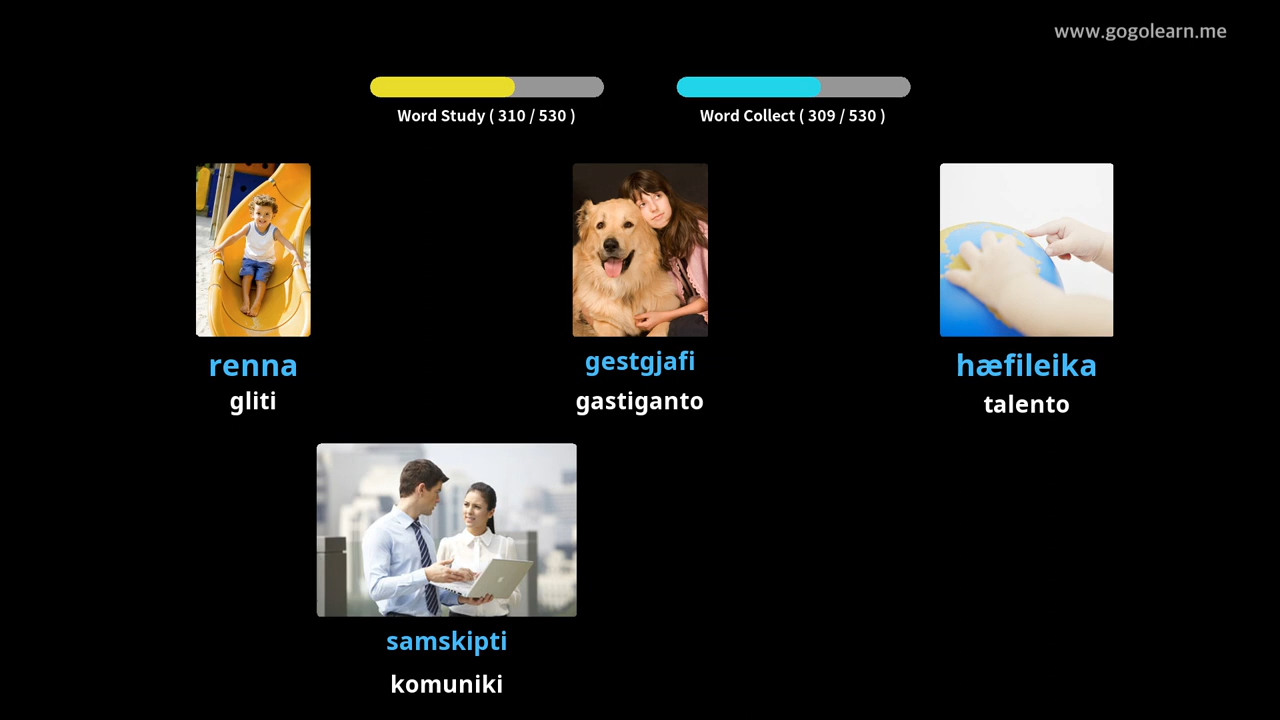 www.gogolearn.me
Word Study ( 310 / 530 )
Word Collect ( 309 / 530 )
renna
gliti
gestgjafi
gastiganto
hæfileika
talento
samskipti
komuniki